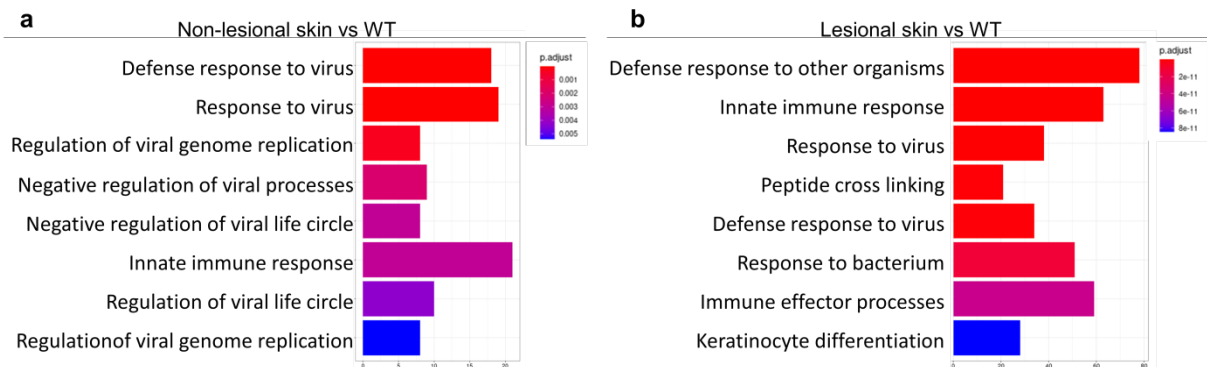 a
Non-lesional skin vs WT
Defense response to virus
Response to virus
Regulation of viral genome replication
Negative regulation of viral processes
Negative regulation of viral life circle
Innate immune response
Regulation of viral life circle
Regulationof viral genome replication
0 5 10 15 20
p.adjust
0.001
0.002
0.003
0.004
0.005
b
Lesional skin vs WT
Defense response to other organisms
Innate immune response
Response to virus
Peptide cross linking
Defense response to virus
Response to bacterium
Immune effector processes
Keratinocyte differentiation
0 20 40 60 80
p.adjust
2e-11
4e-11
6e-11
8e-11